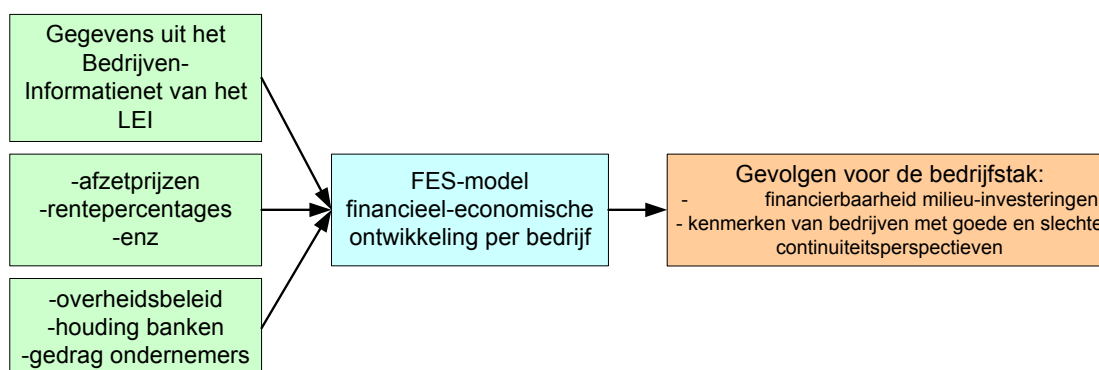 Gegevens uit het
Bedrijven-
Informatienet van het
LEI
-afzetprijzen
-rentepercentages
-enz
-overheidsbeleid
-houding banken
-gedrag ondernemers
FES-model
financieel-economische
ontwikkeling per bedrijf
Gevolgen voor de bedrijfstak:
- financierbaarheid milieu-investeringen
- kenmerken van bedrijven met goede en slechte
continuiteitsperspectieven